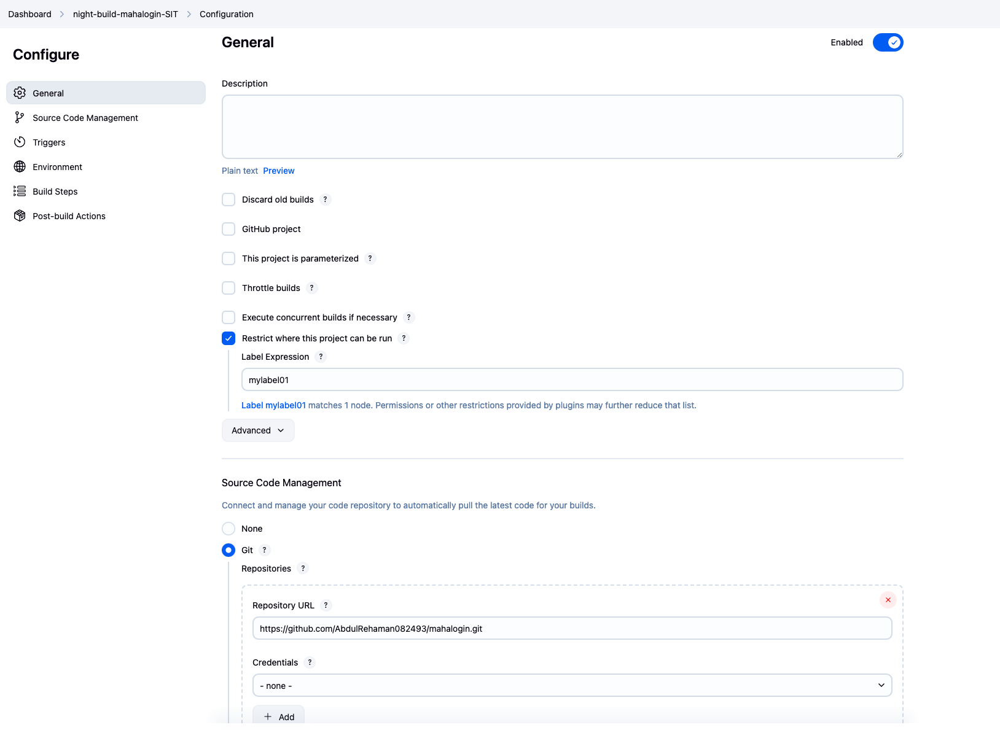 Dashboard > night-build-mahalogin-SIT > Configuration
Configure
General
Source Code Management
Triggers
Environment
Build Steps
Post-build Actions
General
Enabled
Description
Plain text Preview
Discard old builds ?
GitHub project
This project is parameterized ?
Throttle builds ?
Execute concurrent builds if necessary ?
Restrict where this project can be run ?
Label Expression ?
mylabel01
Label mylabel01 matches 1 node. Permissions or other restrictions provided by plugins may further reduce that list.
Advanced
Source Code Management
Connect and manage your code repository to automatically pull the latest code for your builds.
None
Git ?
Repositories ?
Repository URL ?
https://github.com/AbdulRehaman082493/mahalogin.git
Credentials ?
- none -
+ Add